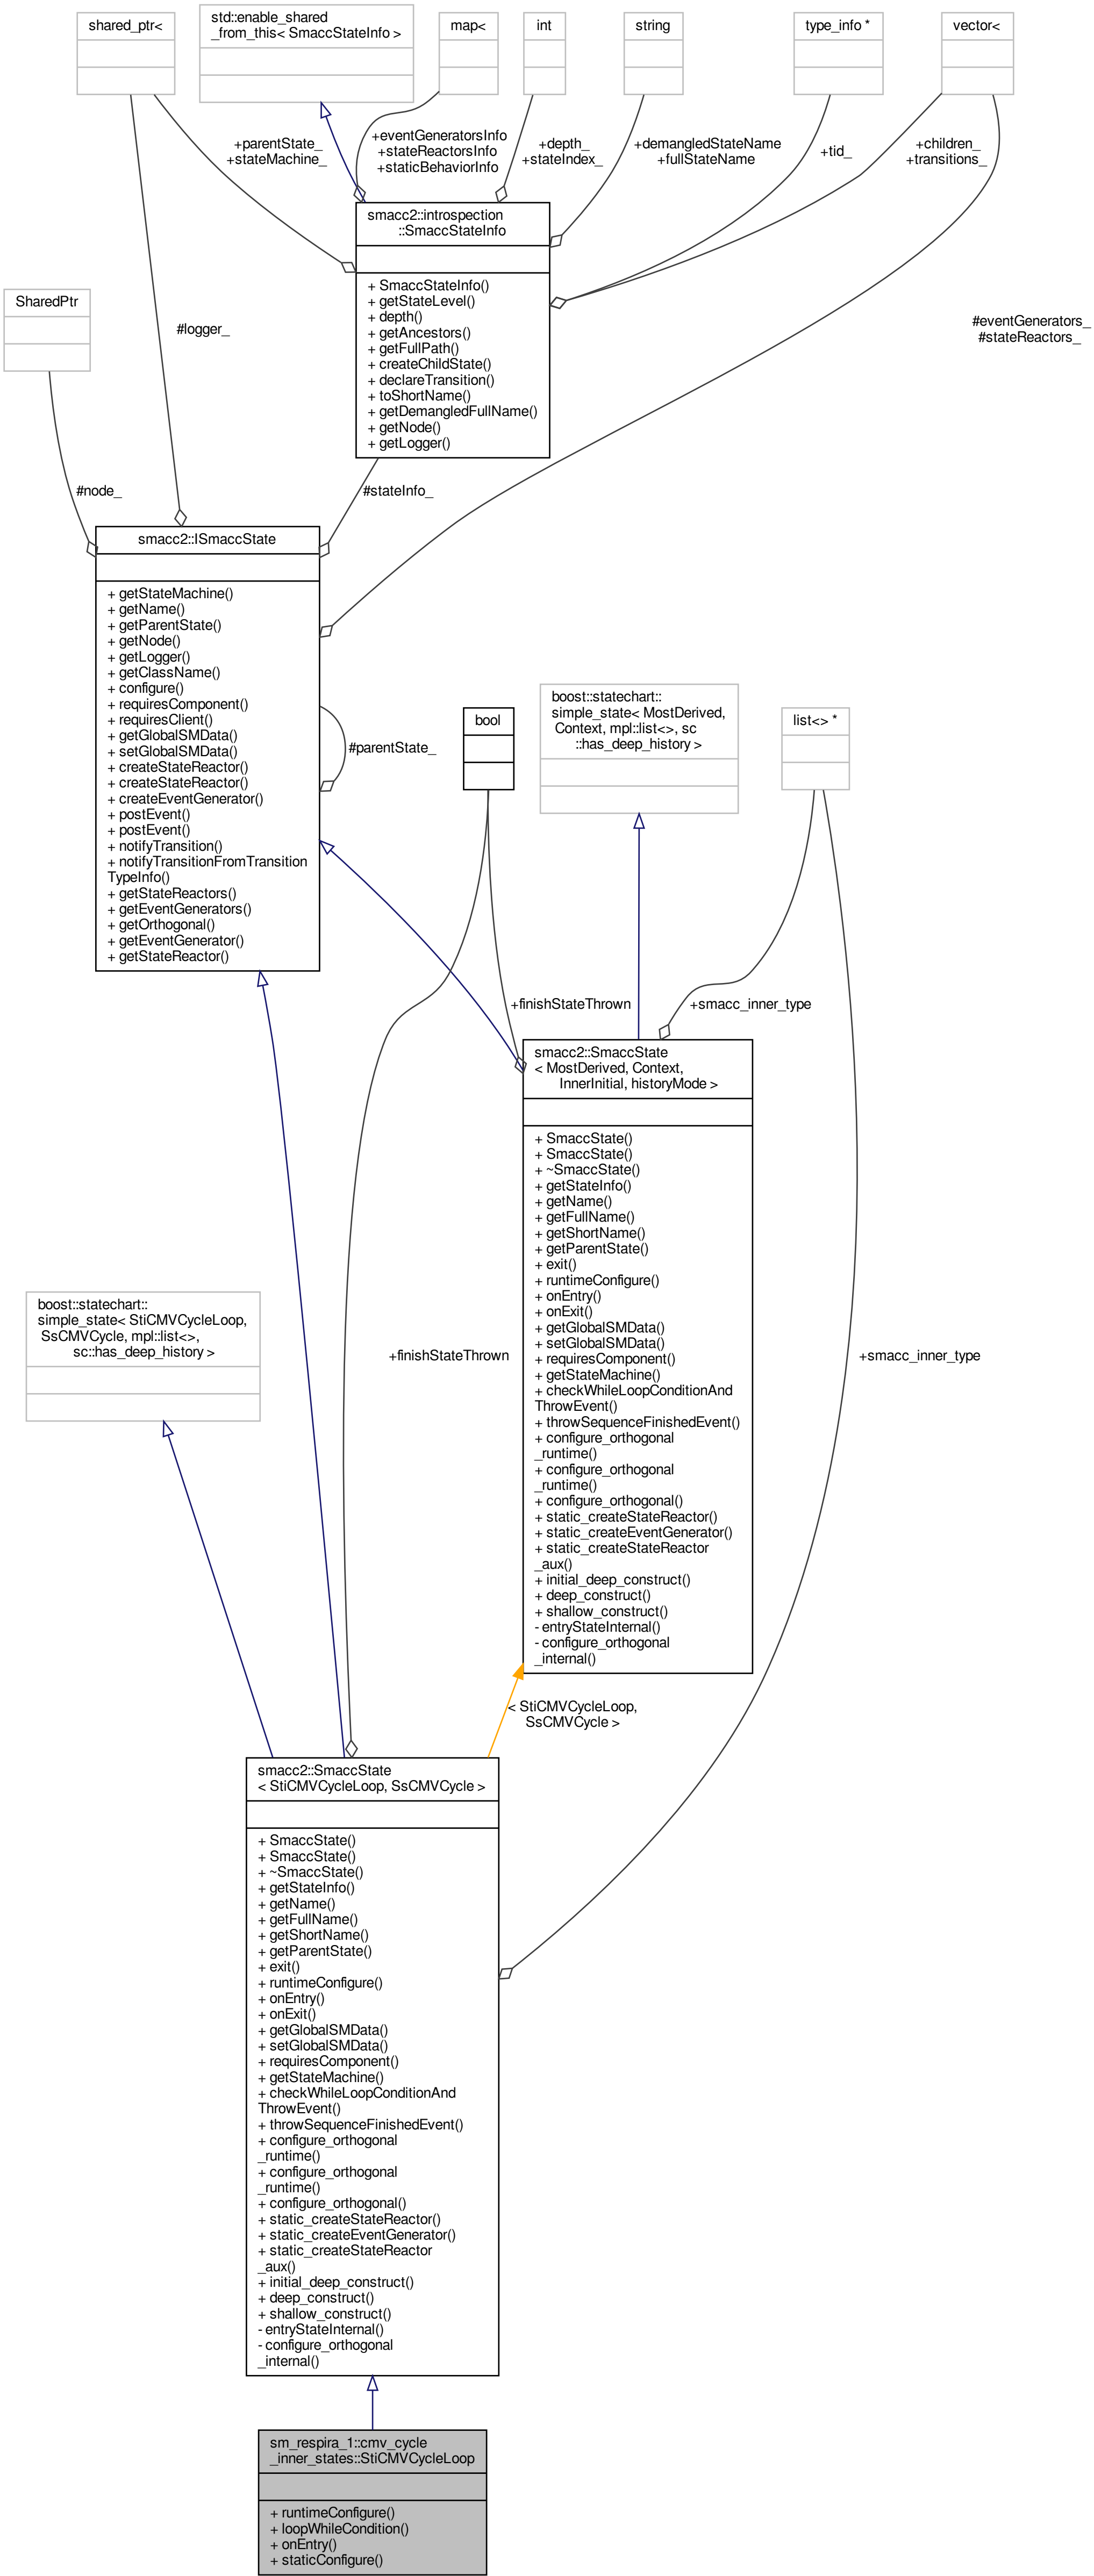 shared_ptr<
std::enable_shared
_from_this< SmaccStateInfo >
map<
int
string
type_info *
vector<
+parentState_
+stateMachine_
+eventGeneratorsInfo
+stateReactorsInfo
+staticBehaviorInfo
+depth_
+stateIndex_
+demangledStateName
+fullStateName
+tid_
+children_
+transitions_
smacc2::introspection
::SmaccStateInfo
+ SmaccStateInfo()
+ getStateLevel()
+ depth()
+ getAncestors()
+ getFullPath()
+ createChildState()
+ declareTransition()
+ toShortName()
+ getDemangledFullName()
+ getNode()
+ getLogger()
SharedPtr
#logger_
#eventGenerators_
#stateReactors_
#node_
#stateInfo_
smacc2::ISmaccState
+ getStateMachine()
+ getName()
+ getParentState()
+ getNode()
+ getLogger()
+ getClassName()
+ configure()
+ requiresComponent()
+ requiresClient()
+ getGlobalSMData()
+ setGlobalSMData()
+ createStateReactor()
+ createStateReactor()
+ createEventGenerator()
+ postEvent()
+ postEvent()
+ notifyTransition()
+ notifyTransitionFromTransition
TypeInfo()
+ getStateReactors()
+ getEventGenerators()
+ getOrthogonal()
+ getEventGenerator()
+ getStateReactor()
#parentState_
bool
boost::statechart::
simple_state< MostDerived,
Context, mpl::list<>, sc
::has_deep_history >
list<> *
+finishStateThrown
+smacc_inner_type
smacc2::SmaccState
< MostDerived, Context,
InnerInitial, historyMode >
+ SmaccState()
+ SmaccState()
+ ~SmaccState()
+ getStateInfo()
+ getName()
+ getFullName()
+ getShortName()
+ getParentState()
+ exit()
+ runtimeConfigure()
+ onEntry()
+ onExit()
+ getGlobalSMData()
+ setGlobalSMData()
+ requiresComponent()
+ getStateMachine()
+ checkWhileLoopConditionAnd
ThrowEvent()
+ throwSequenceFinishedEvent()
+ configure_orthogonal
_runtime()
+ configure_orthogonal
_runtime()
+ configure_orthogonal()
+ static_createStateReactor()
+ static_createEventGenerator()
+ static_createStateReactor
_aux()
+ initial_deep_construct()
+ deep_construct()
+ shallow_construct()
- entryStateInternal()
- configure_orthogonal
_internal()
boost::statechart::
simple_state< StiCMVCycleLoop,
SsCMVCycle, mpl::list<>,
sc::has_deep_history >
+finishStateThrown
+smacc_inner_type
< StiCMVCycleLoop,
SsCMVCycle >
smacc2::SmaccState
< StiCMVCycleLoop, SsCMVCycle >
+ SmaccState()
+ SmaccState()
+ ~SmaccState()
+ getStateInfo()
+ getName()
+ getFullName()
+ getShortName()
+ getParentState()
+ exit()
+ runtimeConfigure()
+ onEntry()
+ onExit()
+ getGlobalSMData()
+ setGlobalSMData()
+ requiresComponent()
+ getStateMachine()
+ checkWhileLoopConditionAnd
ThrowEvent()
+ throwSequenceFinishedEvent()
+ configure_orthogonal
_runtime()
+ configure_orthogonal
_runtime()
+ configure_orthogonal()
+ static_createStateReactor()
+ static_createEventGenerator()
+ static_createStateReactor
_aux()
+ initial_deep_construct()
+ deep_construct()
+ shallow_construct()
- entryStateInternal()
- configure_orthogonal
_internal()
sm_respira_1::cmv_cycle
_inner_states::StiCMVCycleLoop
+ runtimeConfigure()
+ loopWhileCondition()
+ onEntry()
+ staticConfigure()